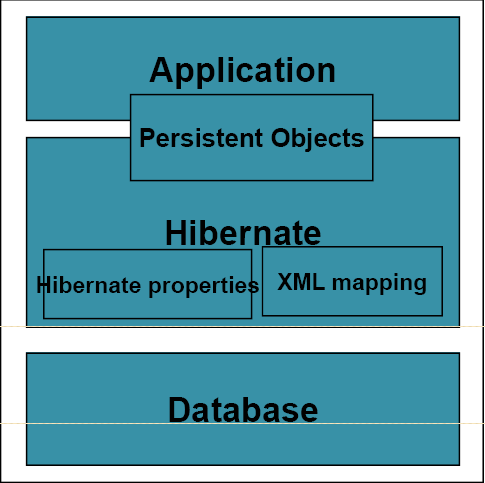 Application
Persistent Objects
Hibernate
Hibernate properties
XML mapping
Database